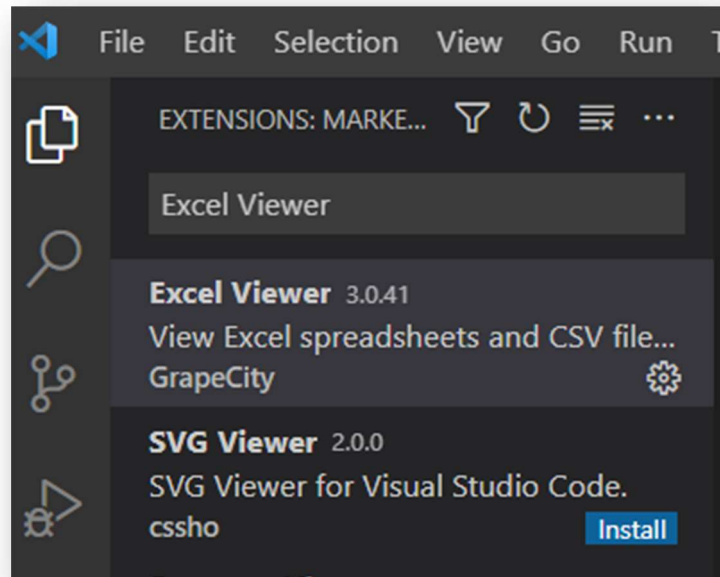 File Edit Selection View Go Run
EXTENSIONS: MARKE...
Excel Viewer
Excel Viewer 3.0.41
View Excel spreadsheets and CSV file...
GrapeCity
SVG Viewer 2.0.0
SVG Viewer for Visual Studio Code.
cssho Install